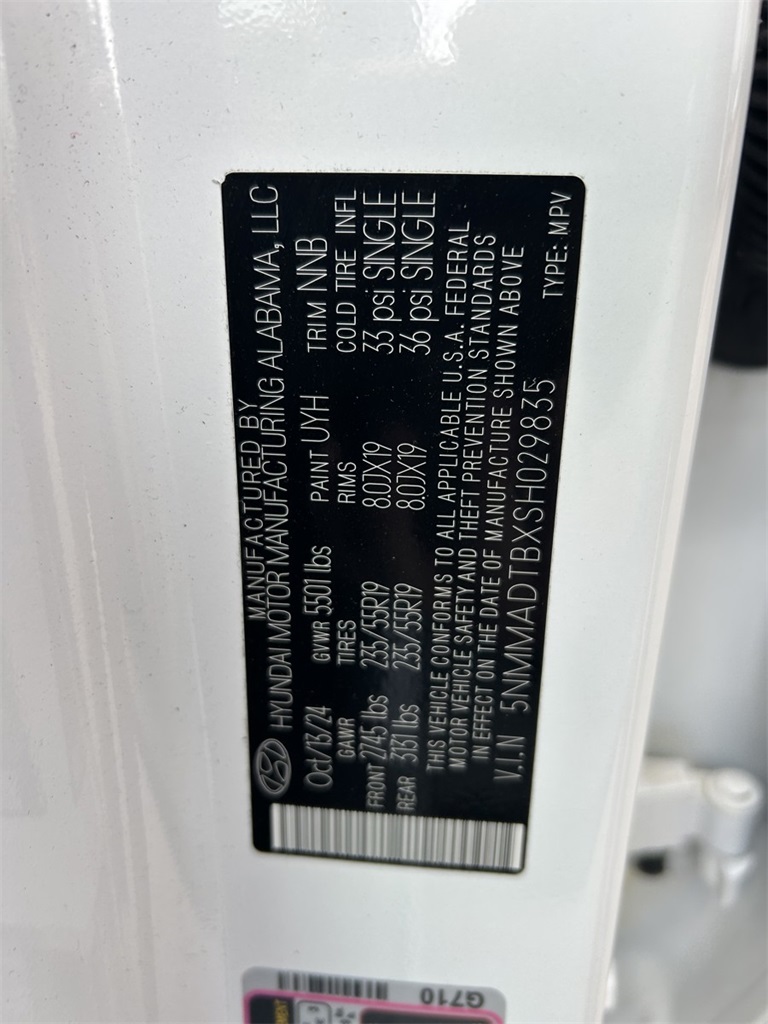 MANUFACTURED BY
HYUNDAI MOTOR MANUFACTURING ALABAMA, LLC
Oct/13/24 GVWR 5501 lbs PAINT UYH TRIM NNB
GAWR TIRES RIMS COLD TIRE INFL
FRONT 2745 lbs 235/55R19 8.0JX19 33 psi SINGLE
REAR 3131 lbs 235/55R19 8.0JX19 36 psi SINGLE
THIS VEHICLE CONFORMS TO ALL APPLICABLE U.S.A. FEDERAL
MOTOR VEHICLE SAFETY AND THEFT PREVENTION STANDARDS
IN EFFECT ON THE DATE OF MANUFACTURE SHOWN ABOVE
V.I.N 5NMMADTBXSH029835 TYPE: MPV
G710